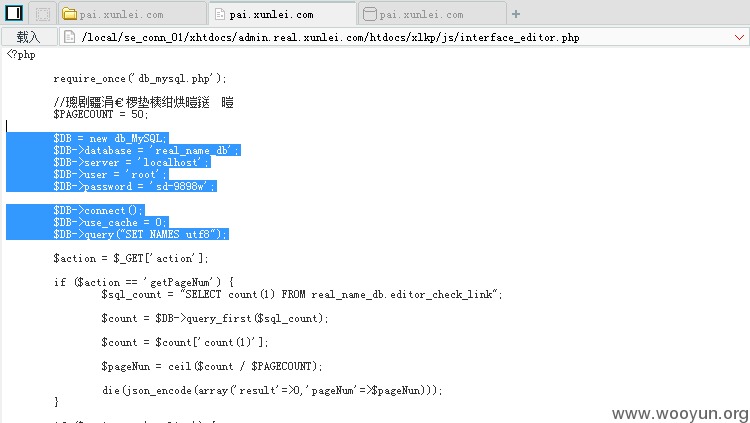 pai.xunlei.com
pai.xunlei.com
pai.xunlei.com
载入
/local/se_conn_01/xhtdocs/admin.real.xunlei.com/htdocs/xlkp/js/interface_editor.php
<?php
require_once('db_mysql.php');
$PAGECOUNT = 50;
$DB = new db_MySQL;
$DB->database = 'real_name_db';
$DB->server = 'localhost';
$DB->user = 'root';
$DB->password = 'sd-9898w';
$DB->connect();
$DB->use_cache = 0;
$DB->query("SET NAMES utf8");
$action = $_GET['action'];
if ($action == 'getPageNum') {
$sql_count = "SELECT count(1) FROM real_name_db.editor_check_link";
$count = $DB->query_first($sql_count);
$count = $count['count(1)'];
$pageNun = ceil($count / $PAGECOUNT);
die(json_encode(array('result'=>0,'pageNum'=>$pageNun)));
}
www.wooyun.org